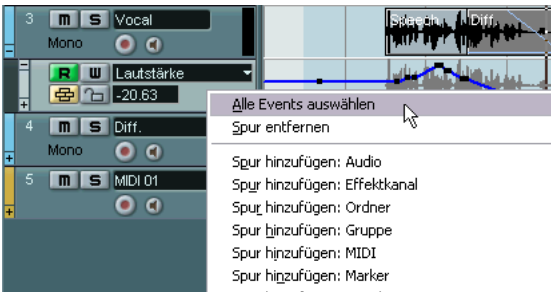 3 m S Vocal
Mono
Speech Diff.
R W Lautstärke
-20.63
4 m S Diff.
Mono
5 m S MIDI 01
Alle Events auswählen
Spur entfernen
Spur hinzufügen: Audio
Spur hinzufügen: Effektkanal
Spur hinzufügen: Ordner
Spur hinzufügen: Gruppe
Spur hinzufügen: MIDI
Spur hinzufügen: Marker